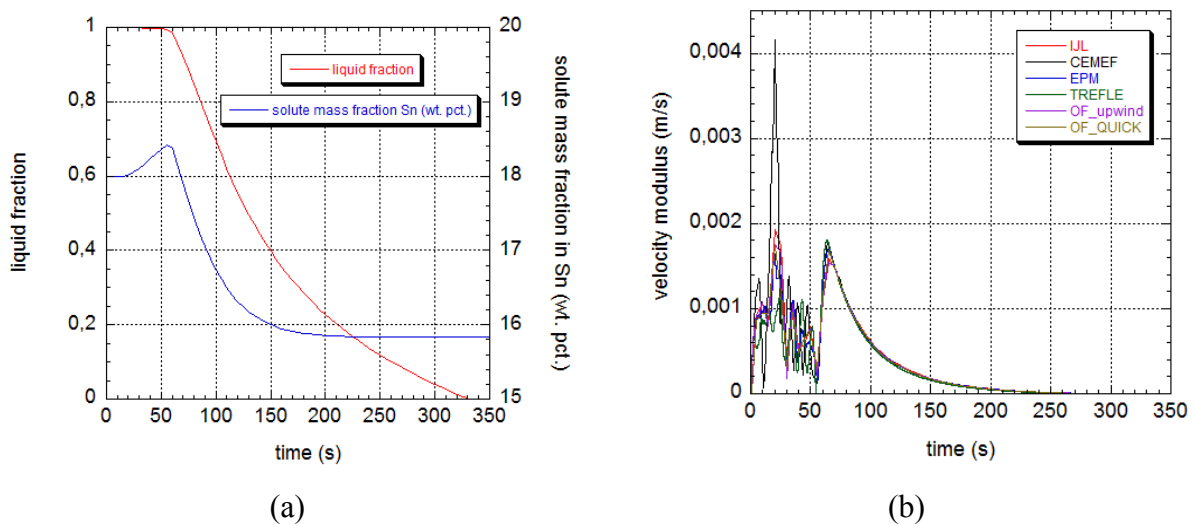 1
0.8
0.6
0.4
0.2
0
liquid fraction
0 50 100 150 200 250 300 350
time (s)
20
19
18
17
16
15
solute mass fraction in Sn (wt. pct.)
liquid fraction
solute mass fraction Sn (wt. pct.)
(a)
0,004
0,003
0,002
0,001
0
velocity modulus (m/s)
0 50 100 150 200 250 300 350
time (s)
IJL
CEMEF
EPM
TREFLE
OF_upwind
OF_QUICK
(b)